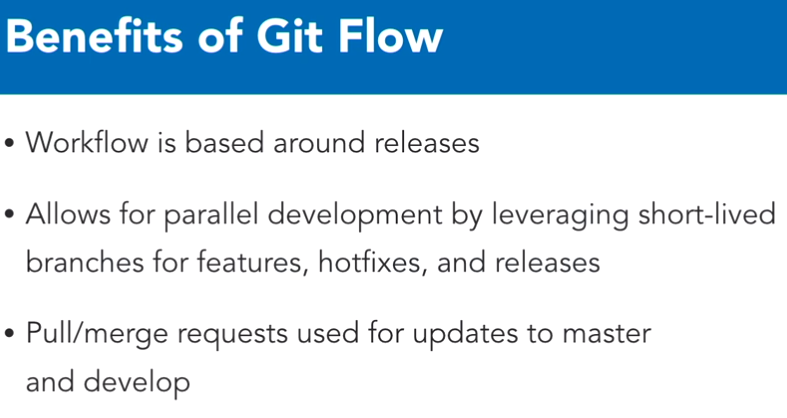 Benefits of Git Flow
• Workflow is based around releases
• Allows for parallel development by leveraging short-lived
branches for features, hotfixes, and releases
• Pull/merge requests used for updates to master
and develop